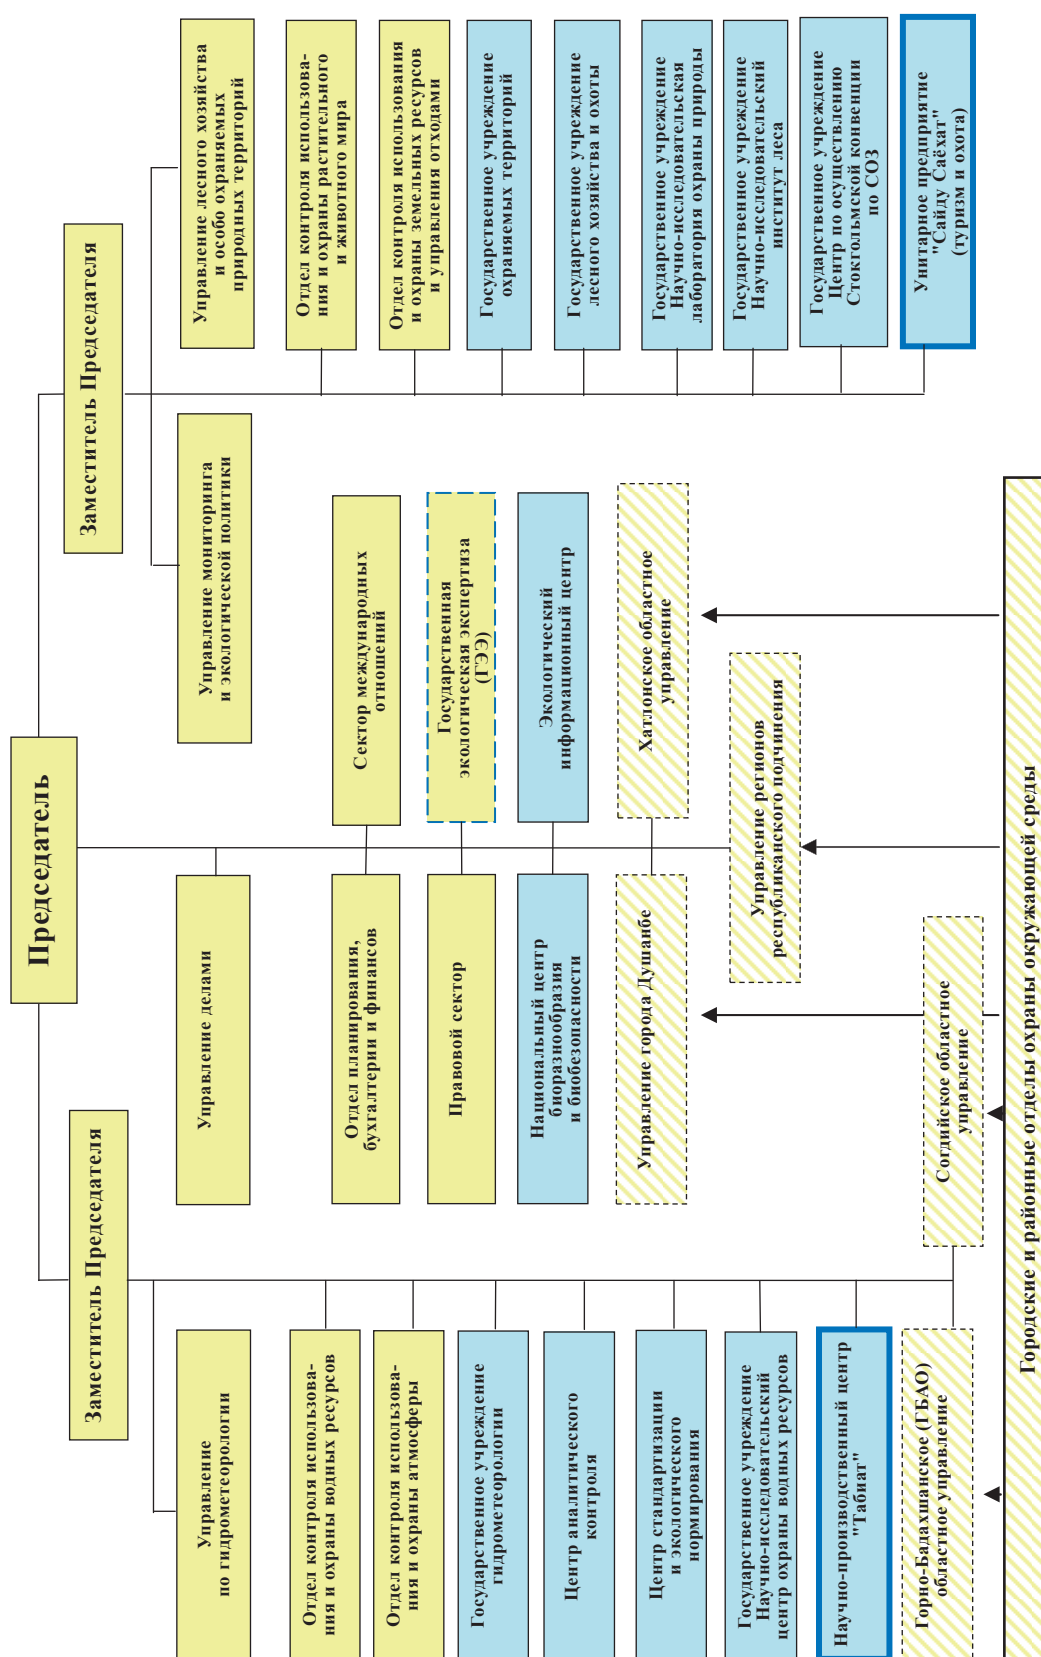 Председатель
Заместитель Председателя
Управление
по гидрометеорологии
Отдел контроля использова-
ния и охраны водных ресурсов
Отдел контроля использова-
ния и охраны атмосферы
Государственное учреждение
гидрометеорологии
Центр аналитического
контроля
Центр стандартизации
и экологического
нормирования
Государственное учреждение
Научно-исследовательский
центр охраны водных ресурсов
Научно-производственный центр
"Табиат"
Горно-Бадахшанское (ГБАО)
областное управление
Согдийское областное
управление
Управление делами
Отдел планирования,
бухгалтерии и финансов
Правовой сектор
Национальный центр
биоразнообразия
и биобезопасности
Управление города Душанбе
Сектор международных
отношений
Государственная
экологическая экспертиза
(ГЭЭ)
Экологический
информационный центр
Хатлонское областное
управление
Управление регионов
республиканского подчинения
Заместитель Председателя
Управление мониторинга
и экологической политики
Управление лесного хозяйства
и особо охраняемых
природных территорий
Отдел контроля использова-
ния и охраны растительного
и животного мира
Отдел контроля использования
и охраны земельных ресурсов
и управления отходами
Государственное учреждение
охраняемых территорий
Государственное учреждение
лесного хозяйства и охоты
Государственное учреждение
Научно-исследовательская
лаборатория охраны природы
Государственное учреждение
Научно-исследовательский
институт леса
Государственное учреждение
Центр по осуществлению
Стокгольмской конвенции
по СОЗ
Унитарное предприятие
"Сайду Саёхат"
(туризм и охота)
Городские и районные отделы охраны окружающей среды